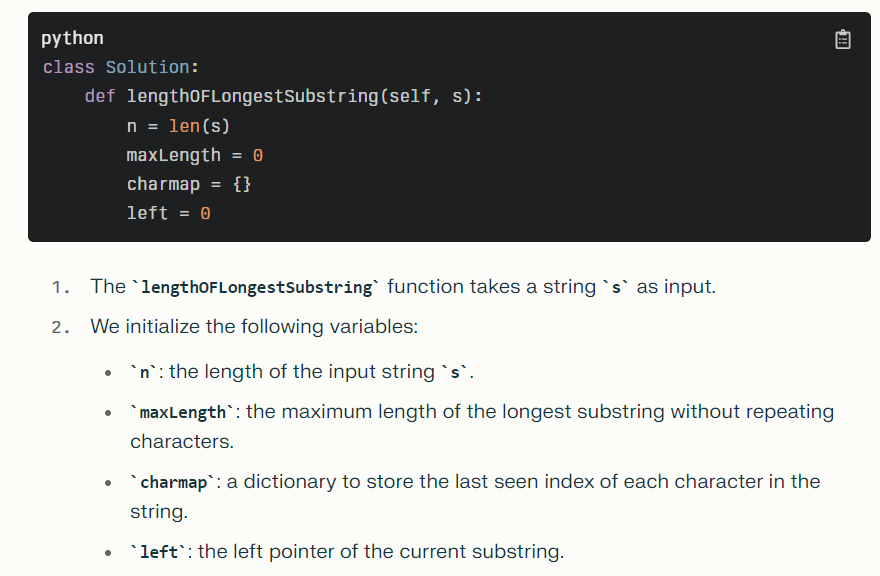 python
class Solution:
    def lengthOFLongestSubstring(self, s):
        n = len(s)
        maxLength = 0
        charmap = {}
        left = 0
1. The `lengthOFLongestSubstring` function takes a string `s` as input.
2. We initialize the following variables:
• `n`: the length of the input string `s`.
• `maxLength`: the maximum length of the longest substring without repeating
characters.
• `charmap`: a dictionary to store the last seen index of each character in the
string.
• `left`: the left pointer of the current substring.